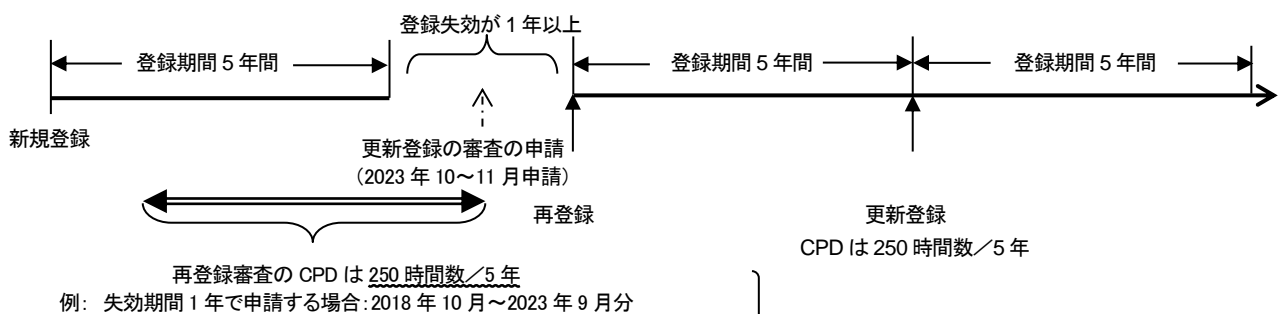 登録失効が 1 年以上
登録期間 5 年間
登録期間 5 年間
登録期間 5 年間
新規登録
更新登録の審査の申請
（2023 年 10～11 月申請）
再登録
更新登録
CPD は 250 時間数／5 年
再登録審査の CPD は 250 時間数／5 年
例： 失効期間 1 年で申請する場合：2018 年 10 月～2023 年 9 月分